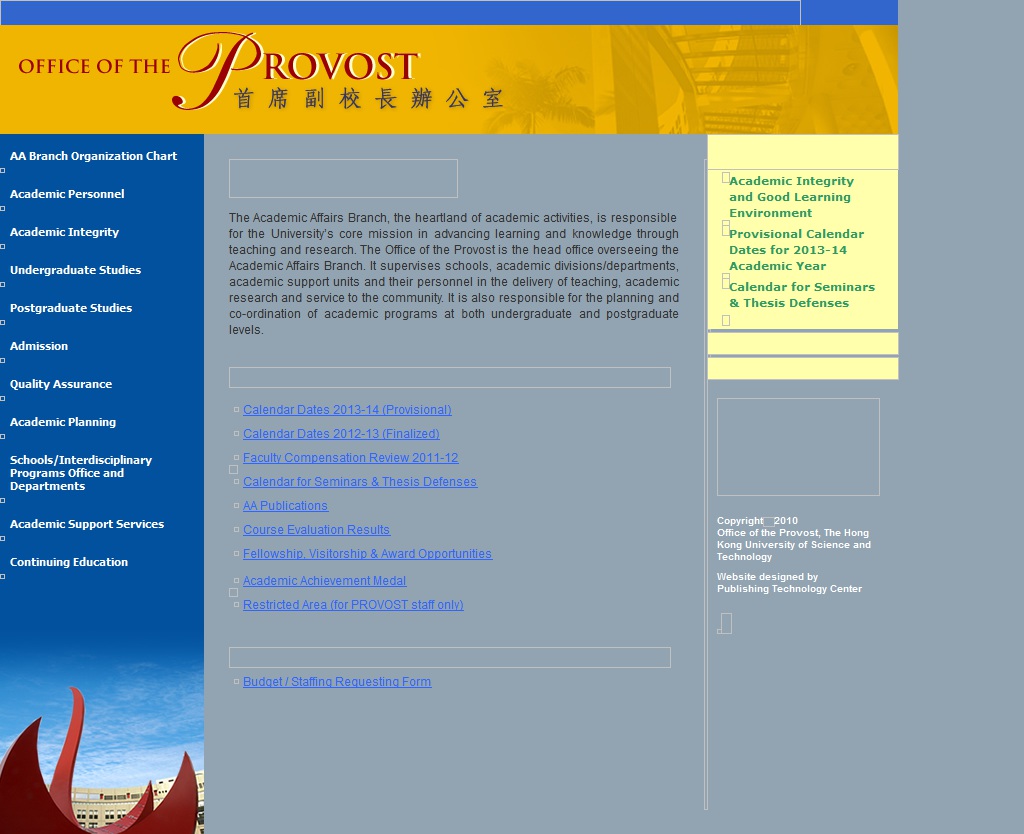 OFFICE OF THE PROVOST
首席副校長辦公室
AA Branch Organization Chart
Academic Personnel
Academic Integrity
Undergraduate Studies
Postgraduate Studies
Admission
Quality Assurance
Academic Planning
Schools/Interdisciplinary
Programs Office and
Departments
Academic Support Services
Continuing Education
The Academic Affairs Branch, the heartland of academic activities, is responsible
for the University's core mission in advancing learning and knowledge through
teaching and research. The Office of the Provost is the head office overseeing the
Academic Affairs Branch. It supervises schools, academic divisions/departments,
academic support units and their personnel in the delivery of teaching, academic
research and service to the community. It is also responsible for the planning and
co-ordination of academic programs at both undergraduate and postgraduate
levels.
Calendar Dates 2013-14 (Provisional)
Calendar Dates 2012-13 (Finalized)
Faculty Compensation Review 2011-12
Calendar for Seminars & Thesis Defenses
AA Publications
Course Evaluation Results
Fellowship, Visitorship & Award Opportunities
Academic Achievement Medal
Restricted Area (for PROVOST staff only)
Budget / Staffing Requesting Form
Academic Integrity
and Good Learning
Environment
Provisional Calendar
Dates for 2013-14
Academic Year
Calendar for Seminars
& Thesis Defenses
Copyright 2010
Office of the Provost, The Hong
Kong University of Science and
Technology
Website designed by
Publishing Technology Center